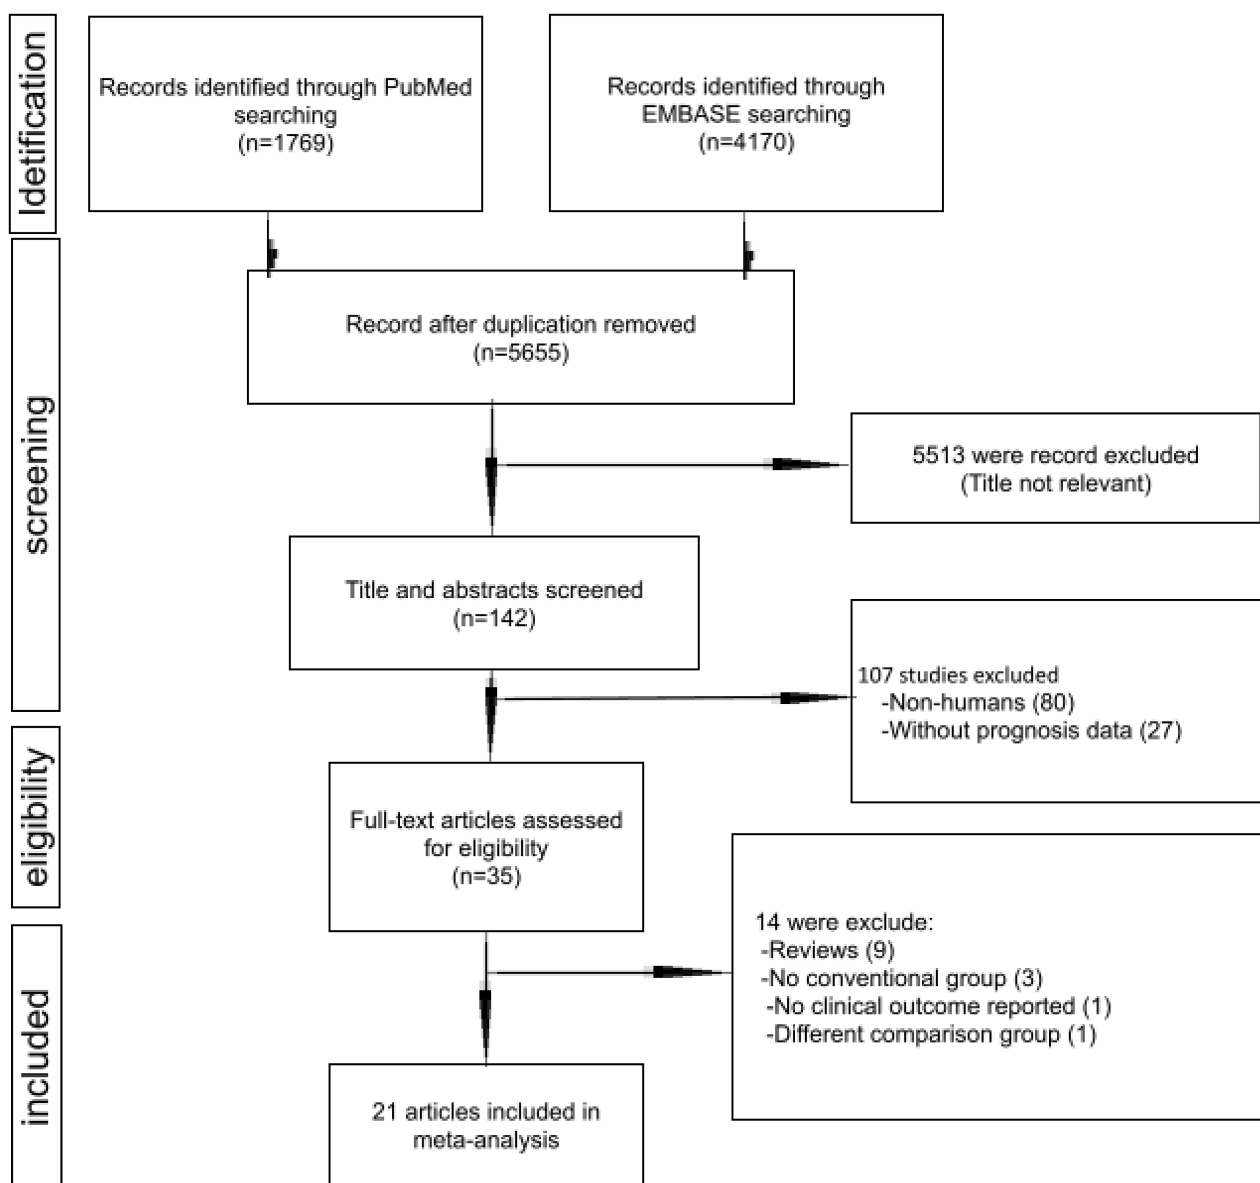 Idetification
Records identified through PubMed
searching
(n=1769)
Records identified through
EMBASE searching
(n=4170)
screening
Record after duplication removed
(n=5655)
5513 were record excluded
(Title not relevant)
Title and abstracts screened
(n=142)
107 studies excluded
-Non-humans (80)
-Without prognosis data (27)
eligibility
Full-text articles assessed
for eligibility
(n=35)
14 were exclude:
-Reviews (9)
-No conventional group (3)
-No clinical outcome reported (1)
-Different comparison group (1)
included
21 articles included in
meta-analysis